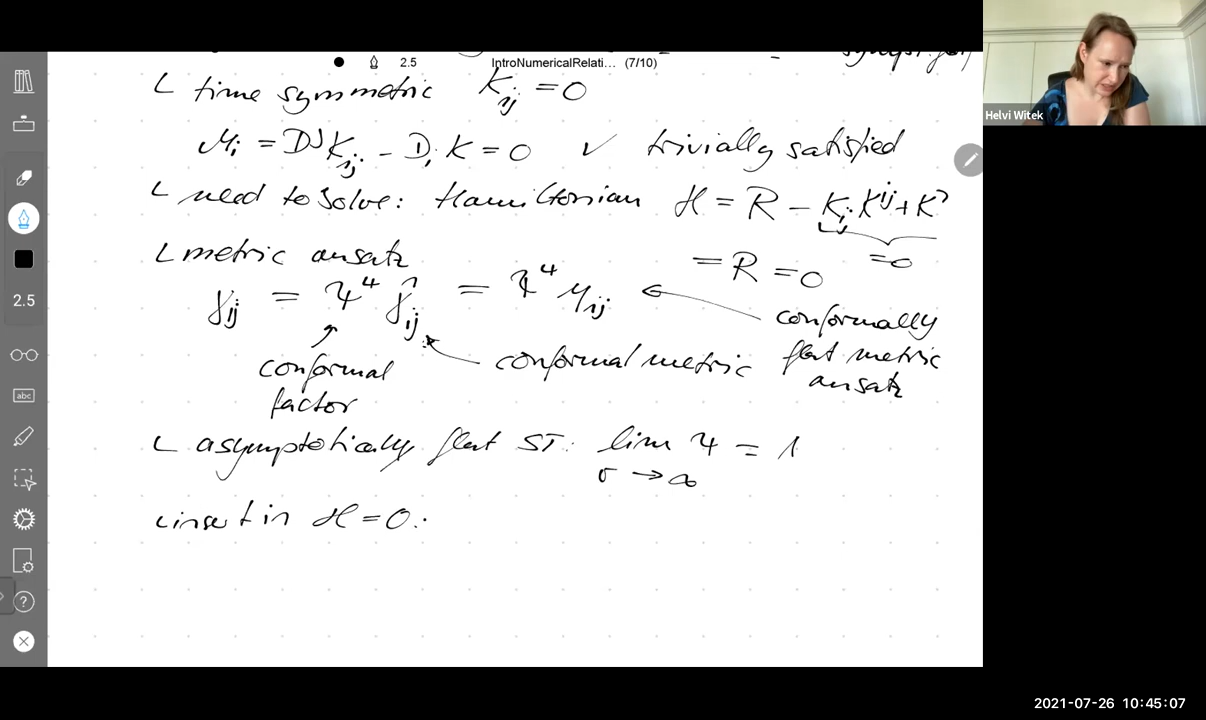 2.5 IntroNumericalRelati... (7/10)
L time symmetric K_ij = 0
M_i = D^j K_ij - D_i K = 0 ✓ trivially satisfied
L need to solve: Hamiltonian H = R - K_ij K^ij + K²
= 0
= R = 0
L metric ansatz
γ_ij = ψ⁴ γ̂_ij = ψ⁴ η_ij ←
conformally
flat metric
ansatz
conformal
factor
conformal metric
L asymptotically flat ST: lim ψ = 1
r → ∞
L insert in H = 0:
2.5
abc
?
Helvi Witek
2021-07-26 10:45:07